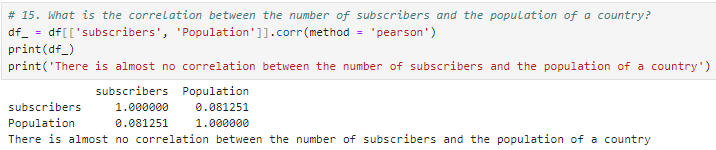 # 15. What is the correlation between the number of subscribers and the population of a country?
df_ = df[['subscribers', 'Population']].corr(method = 'pearson')
print(df_)
print('There is almost no correlation between the number of subscribers and the population of a country')
subscribers Population
subscribers 1.000000 0.081251
Population 0.081251 1.000000
There is almost no correlation between the number of subscribers and the population of a country